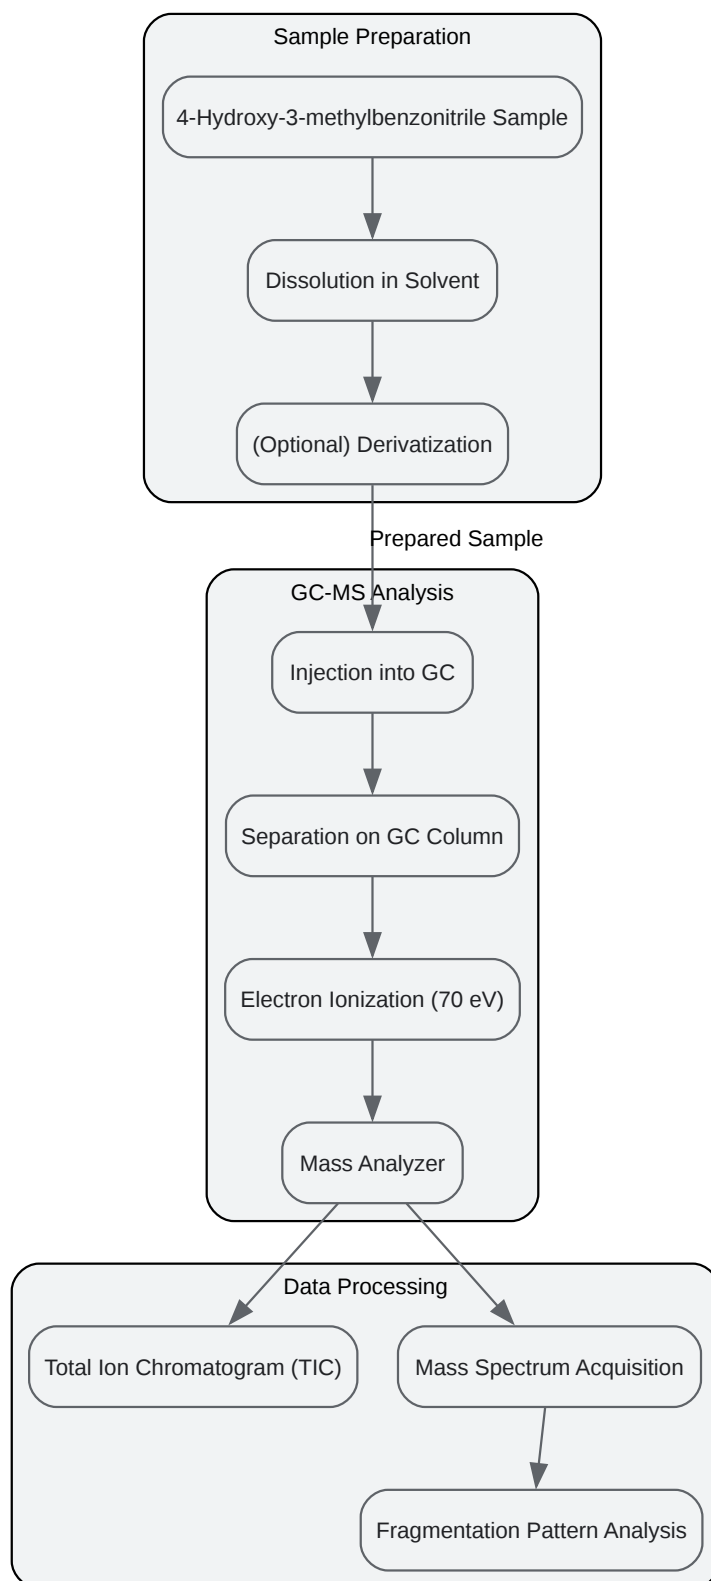 Sample Preparation
4-Hydroxy-3-methylbenzonitrile Sample
Dissolution in Solvent
(Optional) Derivatization
Prepared Sample
GC-MS Analysis
Injection into GC
Separation on GC Column
Electron Ionization (70 eV)
Mass Analyzer
Data Processing
Total Ion Chromatogram (TIC)
Mass Spectrum Acquisition
Fragmentation Pattern Analysis